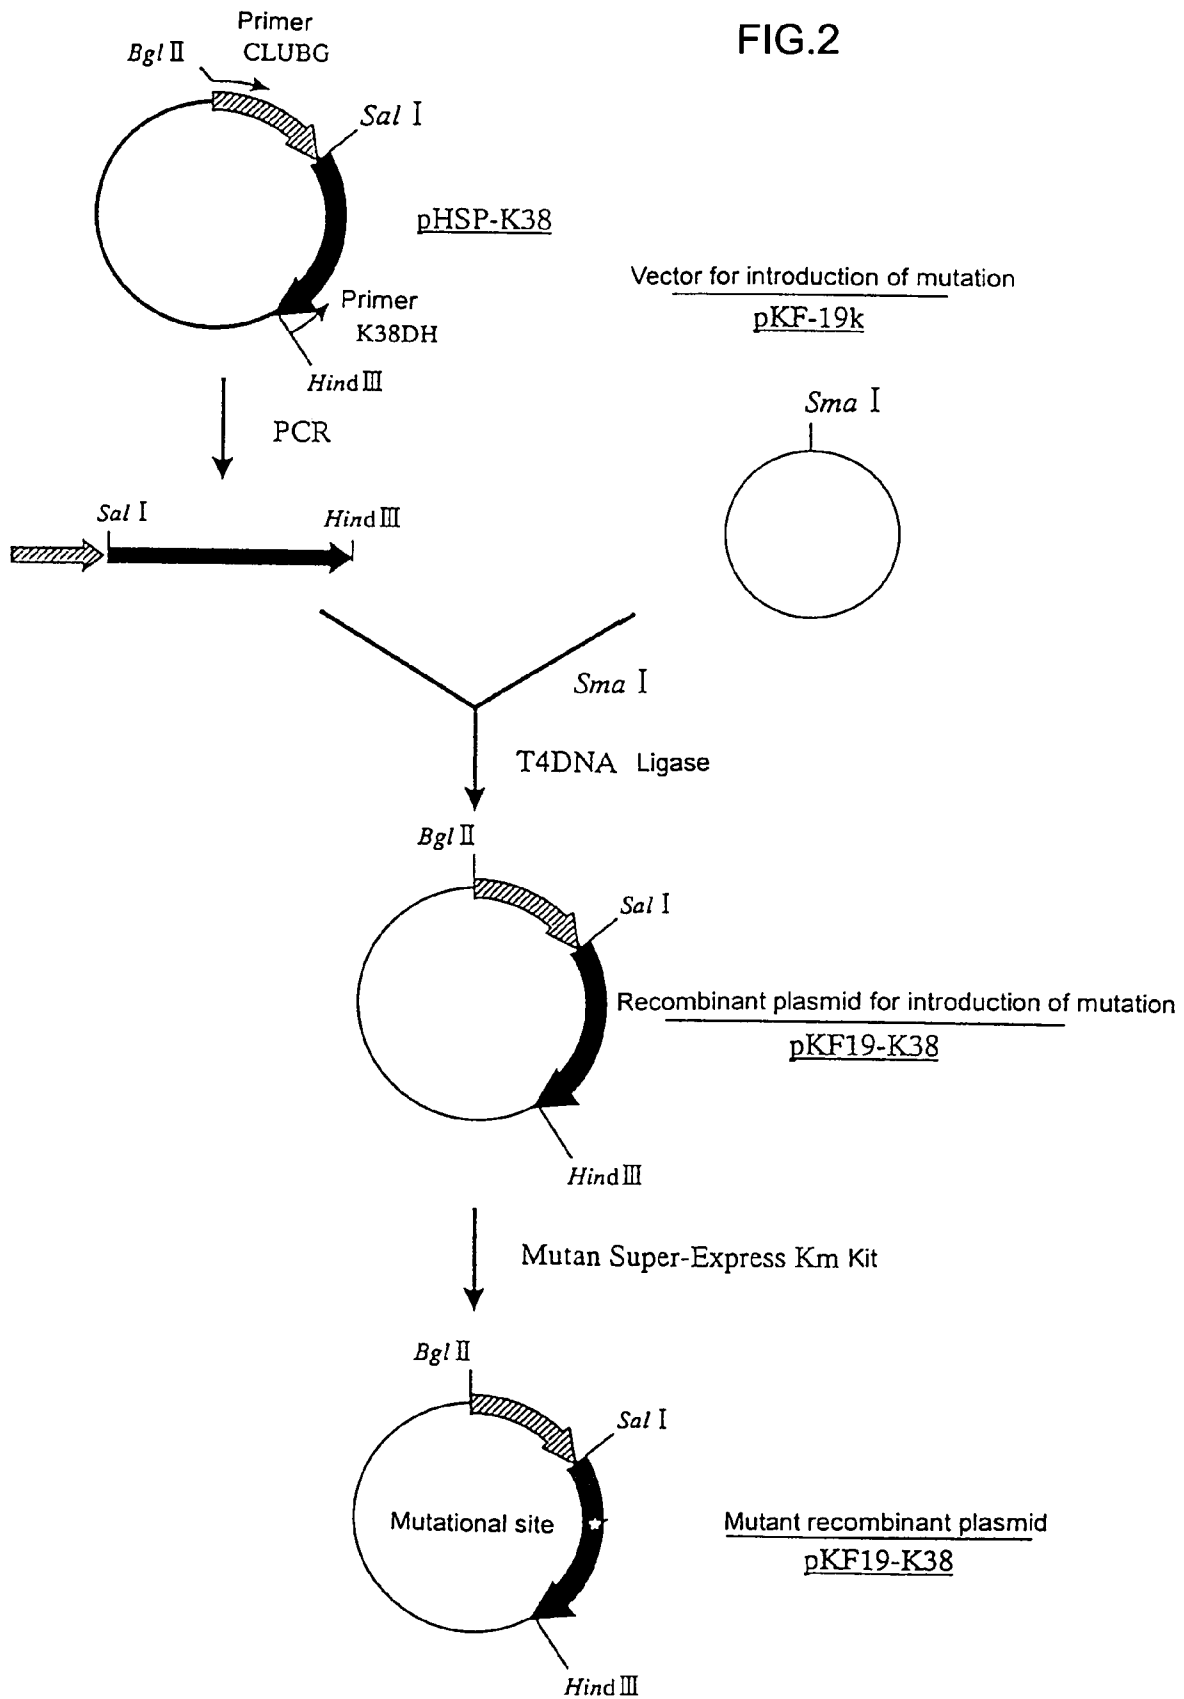 FIG.2
Primer
Bgl II CLUBG
Sal I
pHSP-K38
Vector for introduction of mutation
pKF-19k
Primer
K38DH
Hind III
Sma I
PCR
Sal I
Hind III
Sma I
T4DNA Ligase
Bgl II
Sal I
Recombinant plasmid for introduction of mutation
pKF19-K38
Hind III
Mutan Super-Express Km Kit
Bgl II
Sal I
Mutational site
Mutant recombinant plasmid
pKF19-K38
Hind III